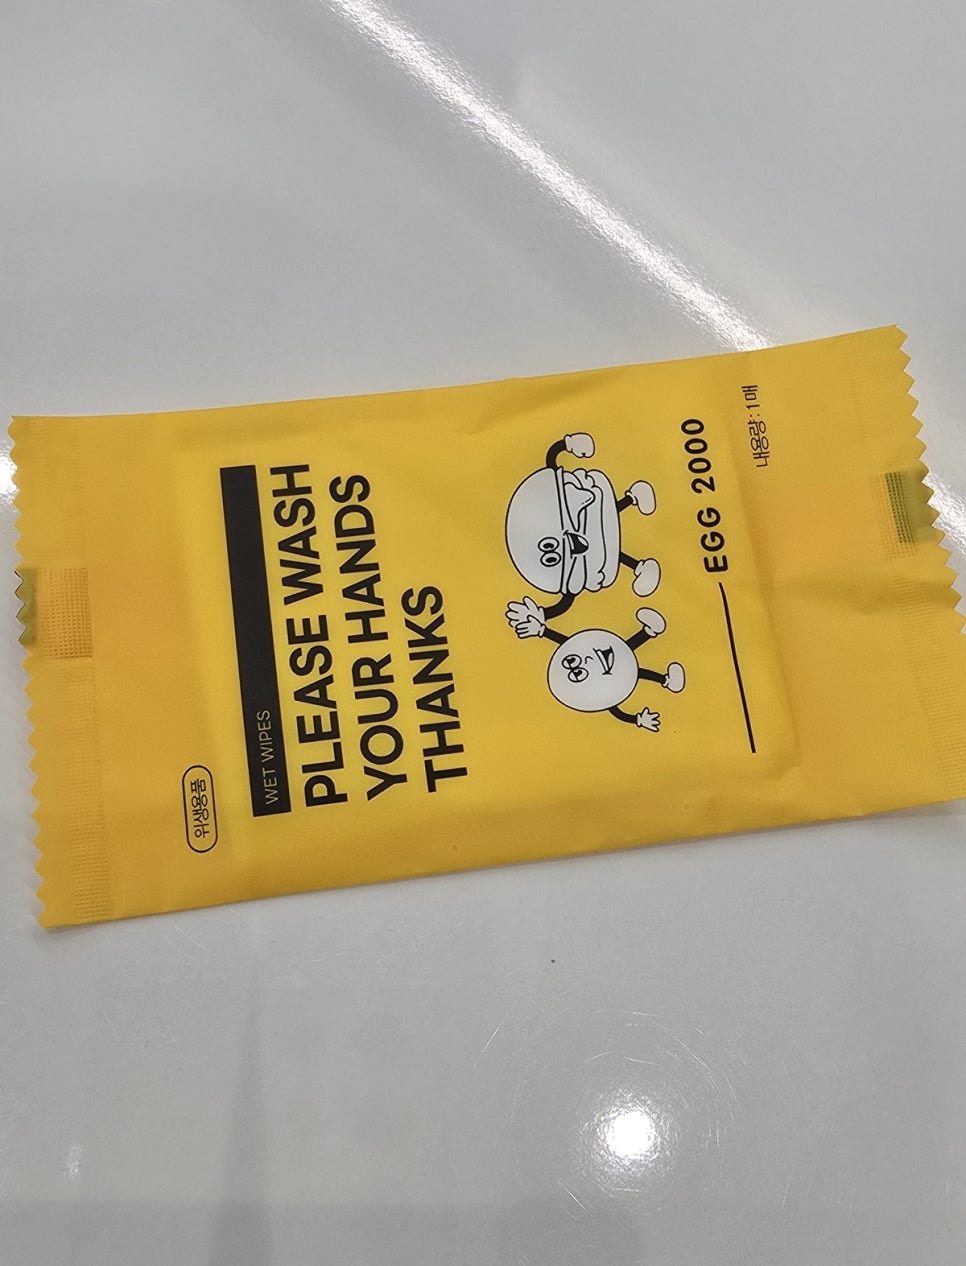 위생용품
WET WIPES
PLEASE WASH
YOUR HANDS
THANKS
EGG 2000
내용량 : 1매